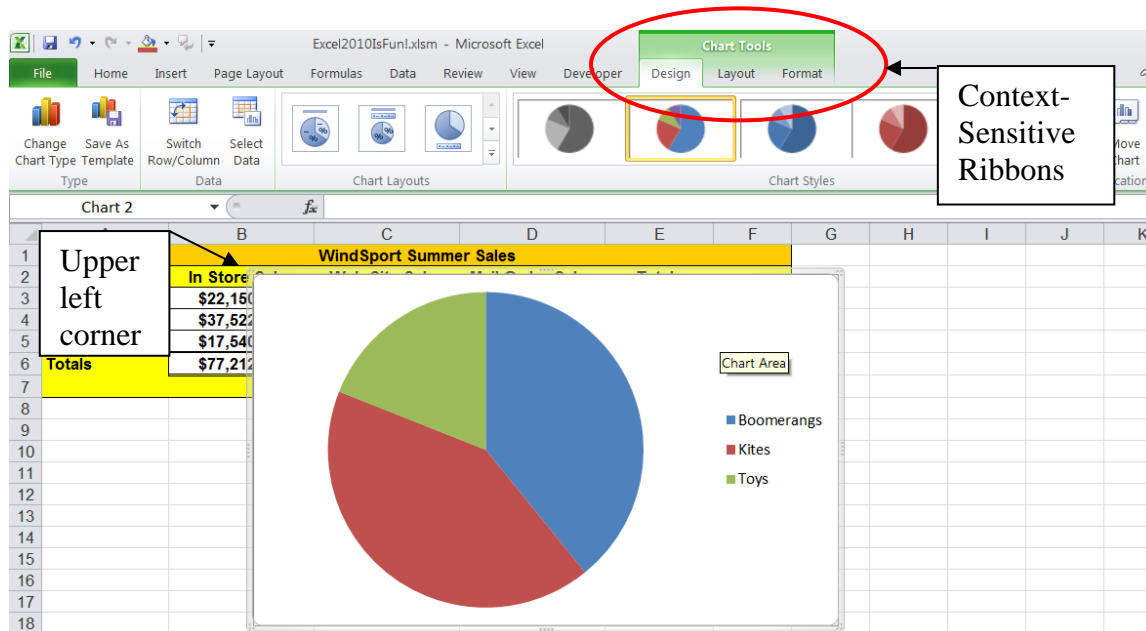 Excel2010IsFun!.xlsm - Microsoft Excel
Chart Tools
File Home Insert Page Layout Formulas Data Review View Developer Design Layout Format
Context-
Sensitive
Ribbons
Change Chart Type
Save As Template
Switch Row/Column
Select Data
Move Chart
Type Data Chart Layouts Chart Styles
Chart 2 fx
B C D E F G H I J K
Upper
left
corner
1 WindSport Summer Sales
2 In Store
3 $22,150
4 $37,522
5 $17,540
6 Totals $77,212
7
8
9
10
11
12
13
14
15
16
17
18
Chart Area
Boomerangs
Kites
Toys